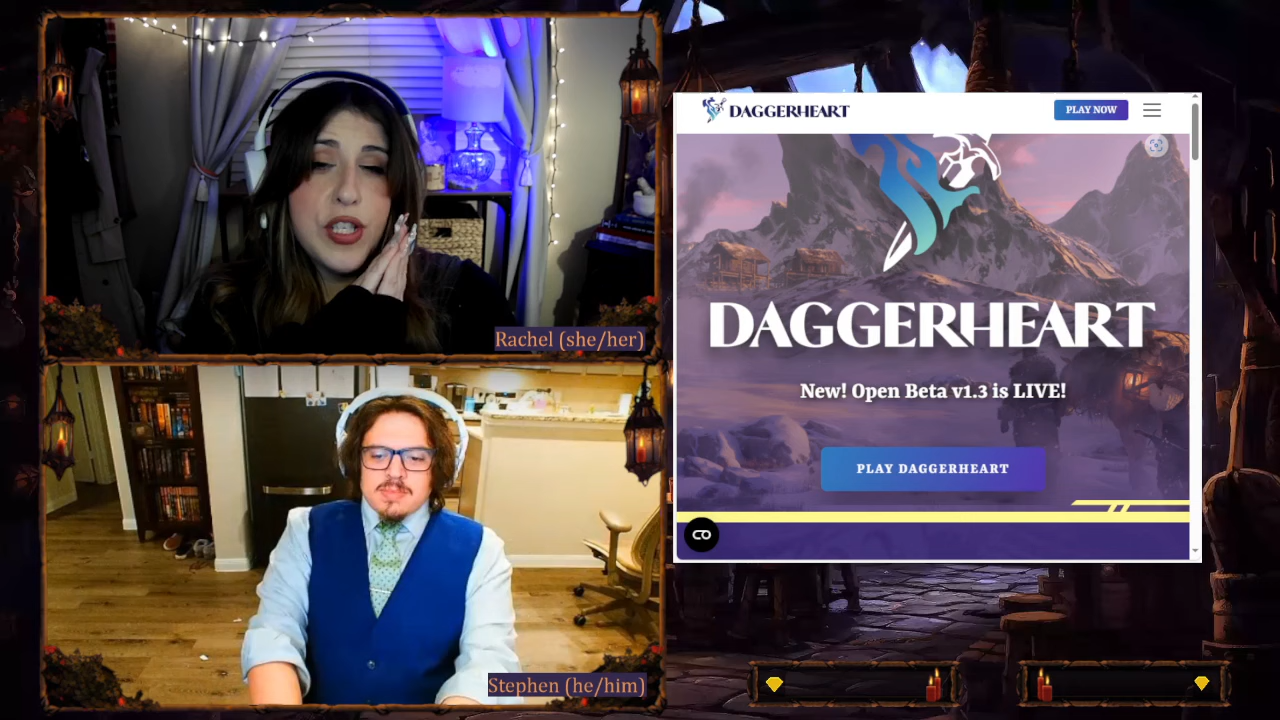 Rachel (she/her)
Stephen (he/him)
DAGGERHEART
PLAY NOW
DAGGERHEART
New! Open Beta v1.3 is LIVE!
PLAY DAGGERHEART